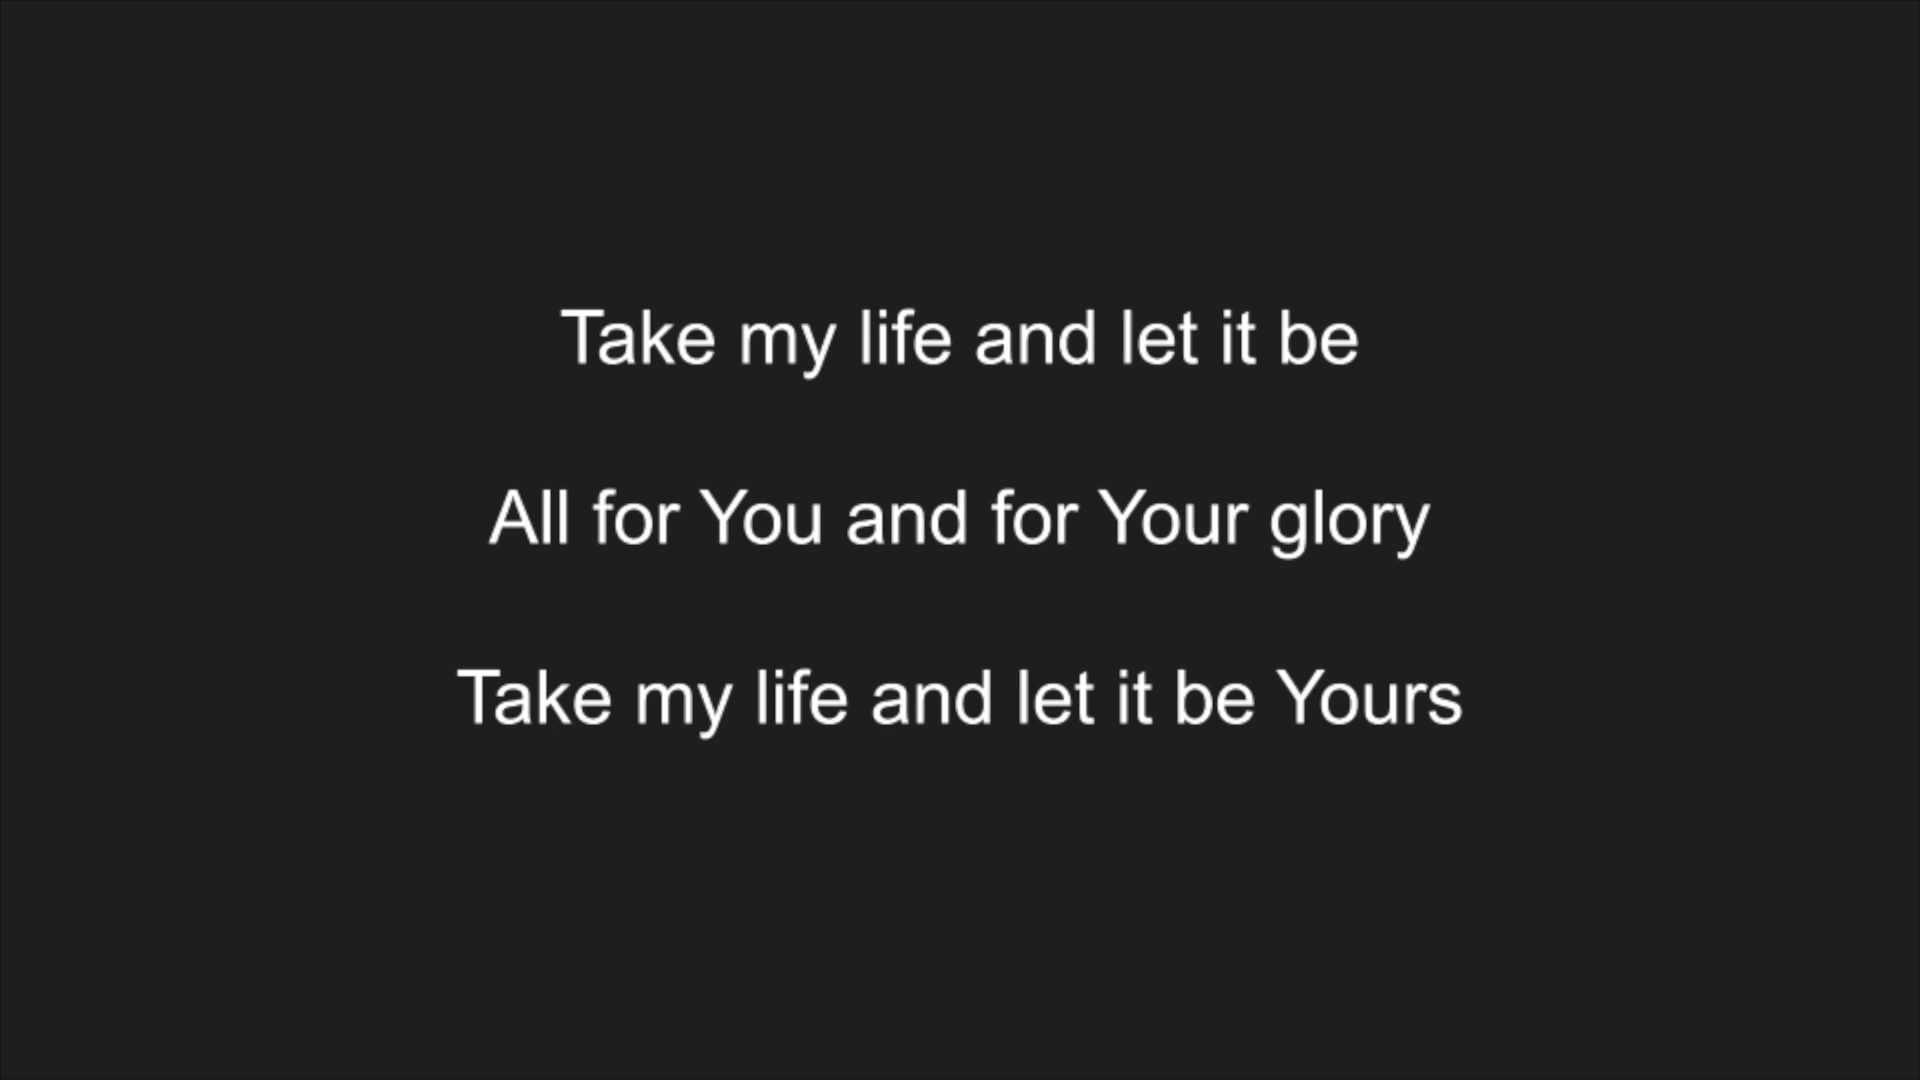 Take my life and let it be
All for You and for Your glory
Take my life and let it be Yours